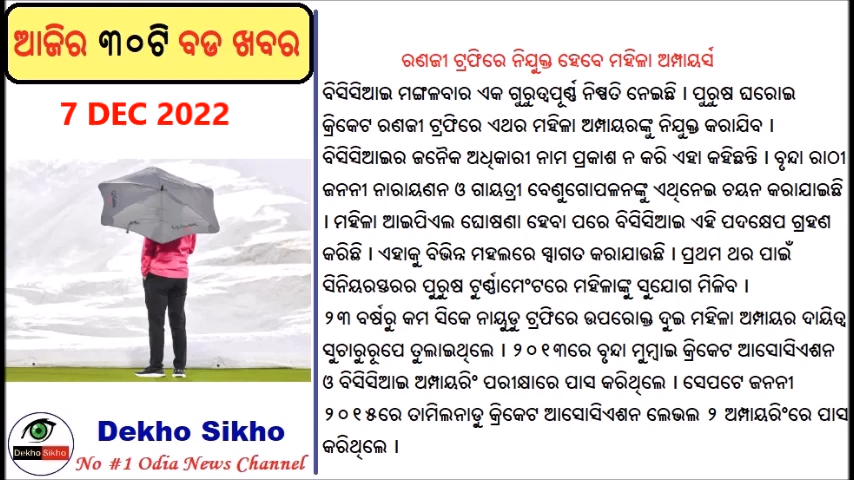 ଆଜିର ୩୦ଟି ବଡ ଖବର
7 DEC 2022
ରଣଜୀ ଟ୍ରଫିରେ ନିଯୁକ୍ତ ହେବେ ମହିଳା ଅମ୍ପାୟର୍ସ
ବିସିସିଆଇ ମଙ୍ଗଳବାର ଏକ ଗୁରୁତ୍ୱପୂର୍ଣ୍ଣ ନିଷ୍ପତି ନେଇଛି । ପୁରୁଷ ଘରୋଇ
କ୍ରିକେଟ ରଣଜୀ ଟ୍ରଫିରେ ଏଥର ମହିଳା ଅମ୍ପାୟରଙ୍କୁ ନିଯୁକ୍ତ କରାଯିବ ।
ବିସିସିଆଇର ଜନୈକ ଅଧିକାରୀ ନାମ ପ୍ରକାଶ ନ କରି ଏହା କହିଛନ୍ତି । ବୃନ୍ଦା ରାଠୀ
ଜନନୀ ନାରାୟଣନ ଓ ଗାୟତ୍ରୀ ବେଣୁଗୋପଳନଙ୍କୁ ଏଥିନେଇ ଚୟନ କରାଯାଇଛି
। ମହିଳା ଆଇପିଏଲ ଘୋଷଣା ହେବା ପରେ ବିସିସିଆଇ ଏହି ପଦକ୍ଷେପ ଗ୍ରହଣ
କରିଛି । ଏହାକୁ ବିଭିନ୍ନ ମହଲରେ ସ୍ୱାଗତ କରାଯାଉଛି । ପ୍ରଥମ ଥର ପାଇଁ
ସିନିୟରସ୍ତରର ପୁରୁଷ ଟୁର୍ଣ୍ଣାମେଂଟରେ ମହିଳାଙ୍କୁ ସୁଯୋଗ ମିଳିବ ।
୨୩ ବର୍ଷରୁ କମ ସିକେ ନାୟୁଡୁ ଟ୍ରଫିରେ ଉପରୋକ୍ତ ଦୁଇ ମହିଳା ଅମ୍ପାୟର ଦାୟିତ୍ୱ
ସୁଚାରୁରୂପେ ତୁଲାଇଥିଲେ । ୨୦୧୩ରେ ବୃନ୍ଦା ମୁମ୍ବାଇ କ୍ରିକେଟ ଆସୋସିଏଶନ
ଓ ବିସିସିଆଇ ଅମ୍ପାୟରିଂ ପରୀକ୍ଷାରେ ପାସ କରିଥିଲେ । ସେପଟେ ଜନନୀ
୨୦୧୫ରେ ତାମିଲନାଡୁ କ୍ରିକେଟ ଆସୋସିଏଶନ ଲେଭଲ ୨ ଅମ୍ପାୟରିଂରେ ପାସ
କରିଥିଲେ ।
Dekho Sikho
Dekho Sikho
No #1 Odia News Channel